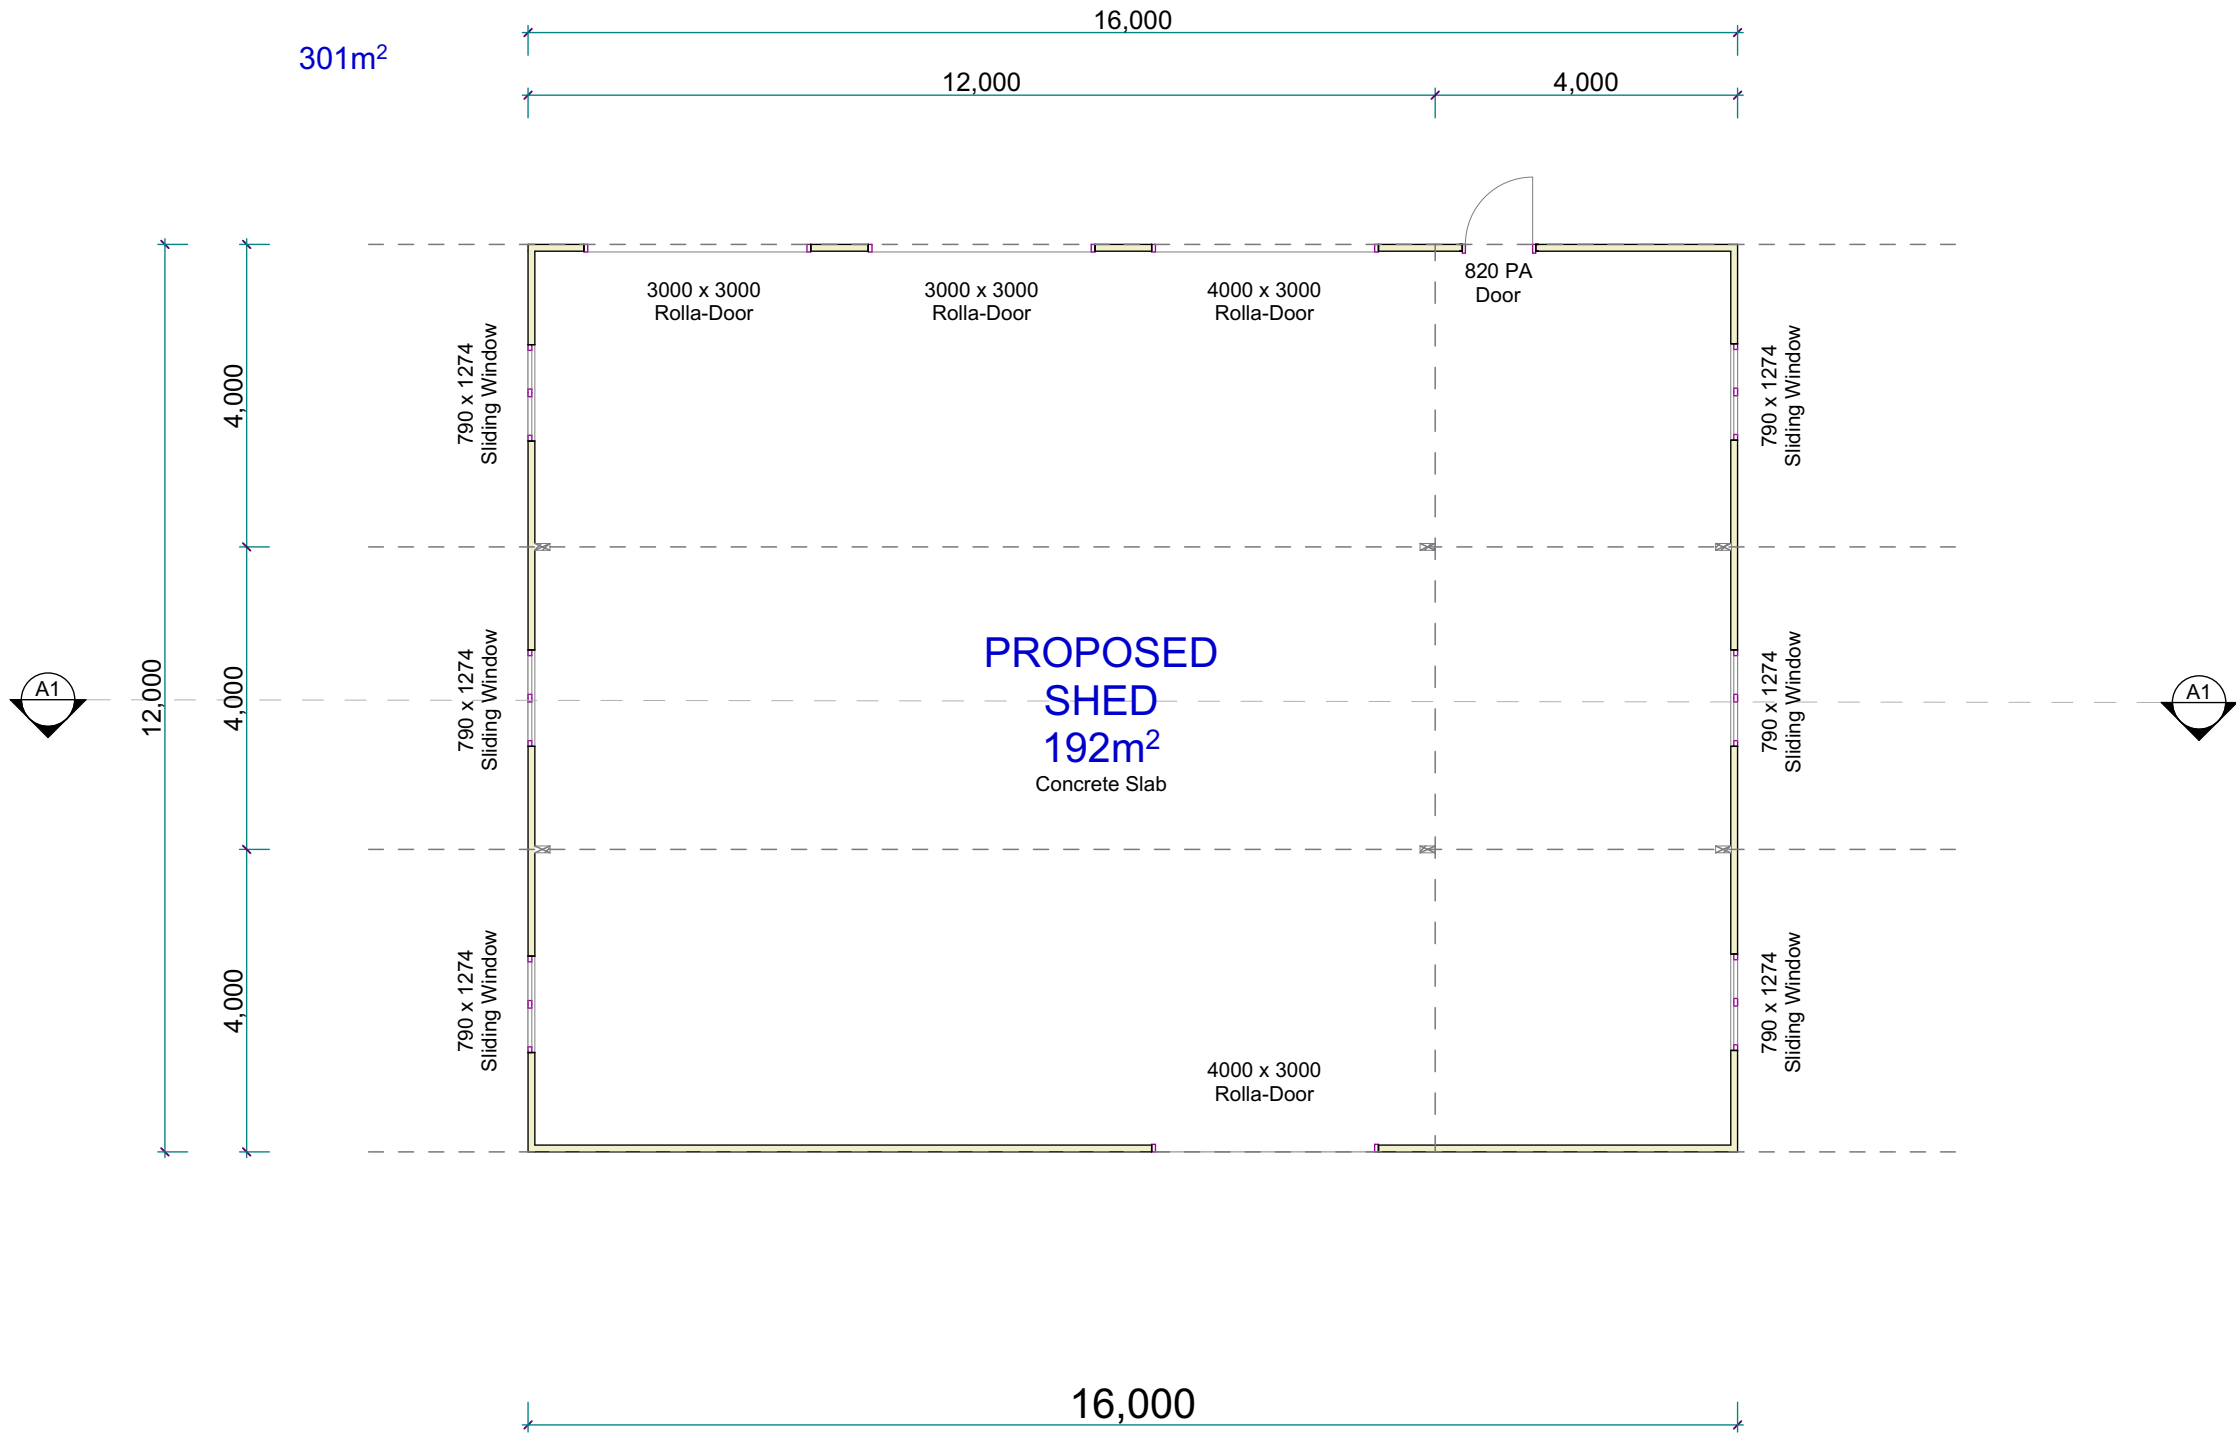 16,000
301m²
12,000
4,000
820 PA
Door
3000 x 3000
Rolla-Door
3000 x 3000
Rolla-Door
4000 x 3000
Rolla-Door
790 x 1274
Sliding Window
790 x 1274
Sliding Window
4,000
12,000
4,000
4,000
A1
790 x 1274
Sliding Window
PROPOSED
SHED
192m²
Concrete Slab
790 x 1274
Sliding Window
A1
790 x 1274
Sliding Window
790 x 1274
Sliding Window
4000 x 3000
Rolla-Door
16,000